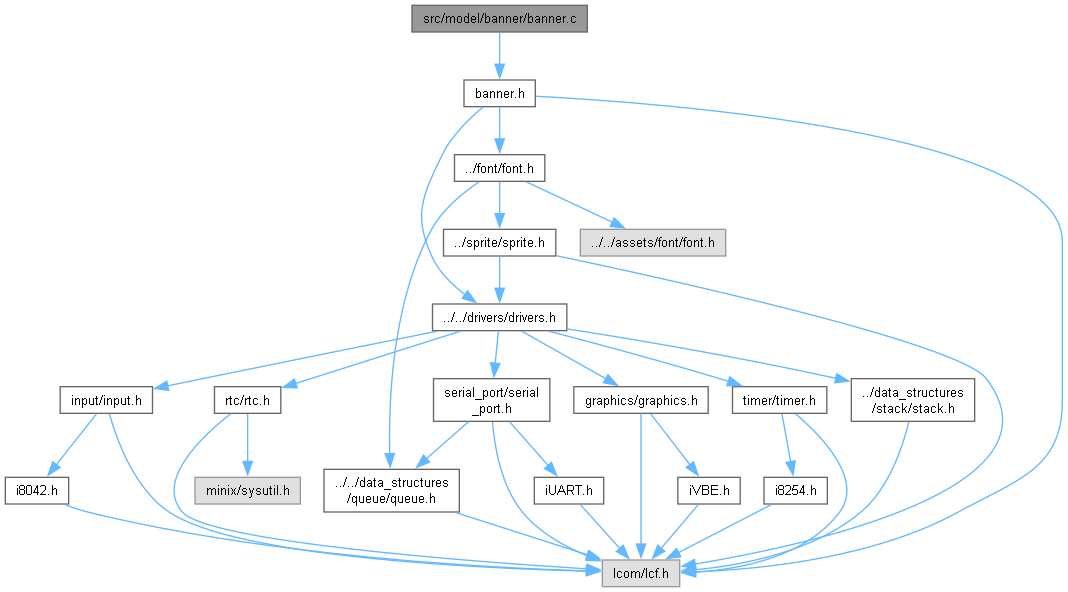 src/model/banner/banner.c
banner.h
../font/font.h
../sprite/sprite.h
../../assets/font/font.h
../../drivers/drivers.h
input/input.h
rtc/rtc.h
serial_port/serial
_port.h
graphics/graphics.h
timer/timer.h
../data_structures
/stack/stack.h
i8042.h
minix/sysutil.h
../../data_structures
/queue/queue.h
iUART.h
iVBE.h
i8254.h
lcom/lcf.h